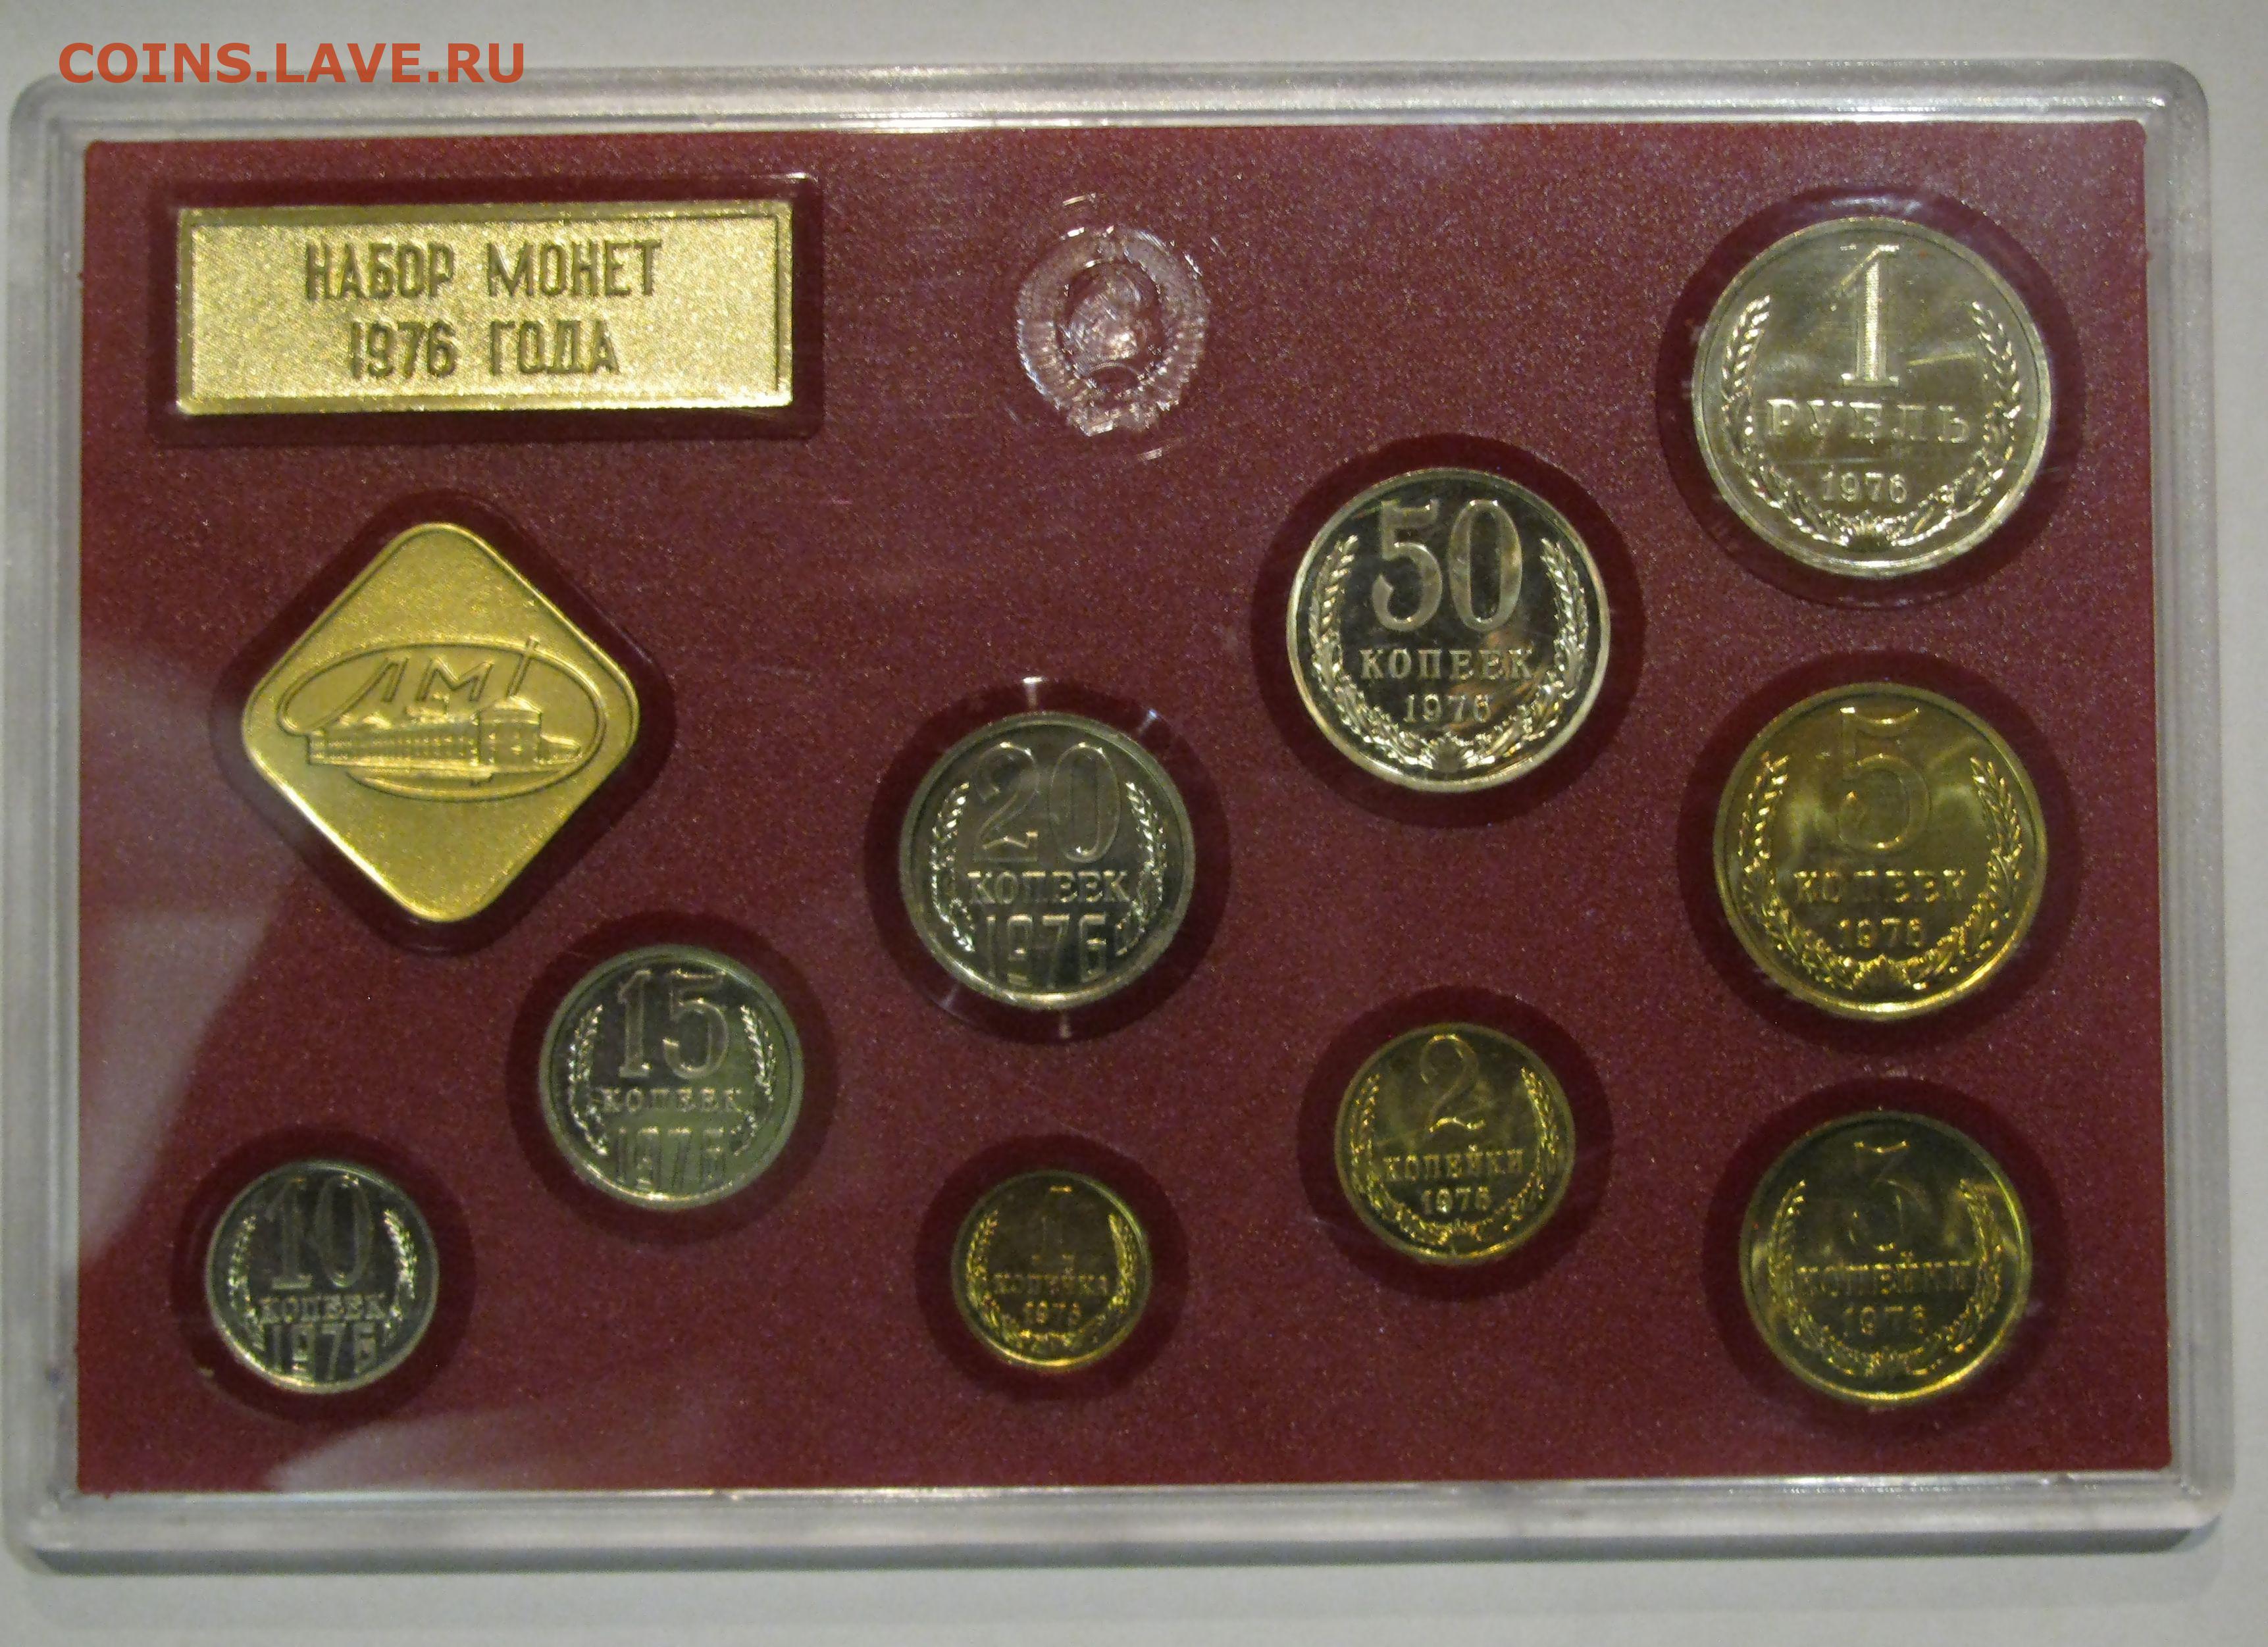 COINS.LAVE.RU
НАБОР МОНЕТ
1976 ГОДА
1
РУБЛЬ
1976
50
КОПЕЕК
1976
ЛМД
20
КОПЕЕК
1976
5
КОПЕЕК
1976
15
КОПЕЕК
1976
2
КОПЕЙКИ
1976
10
КОПЕЕК
1976
1
КОПЕЙКА
1976
3
КОПЕЙКИ
1976